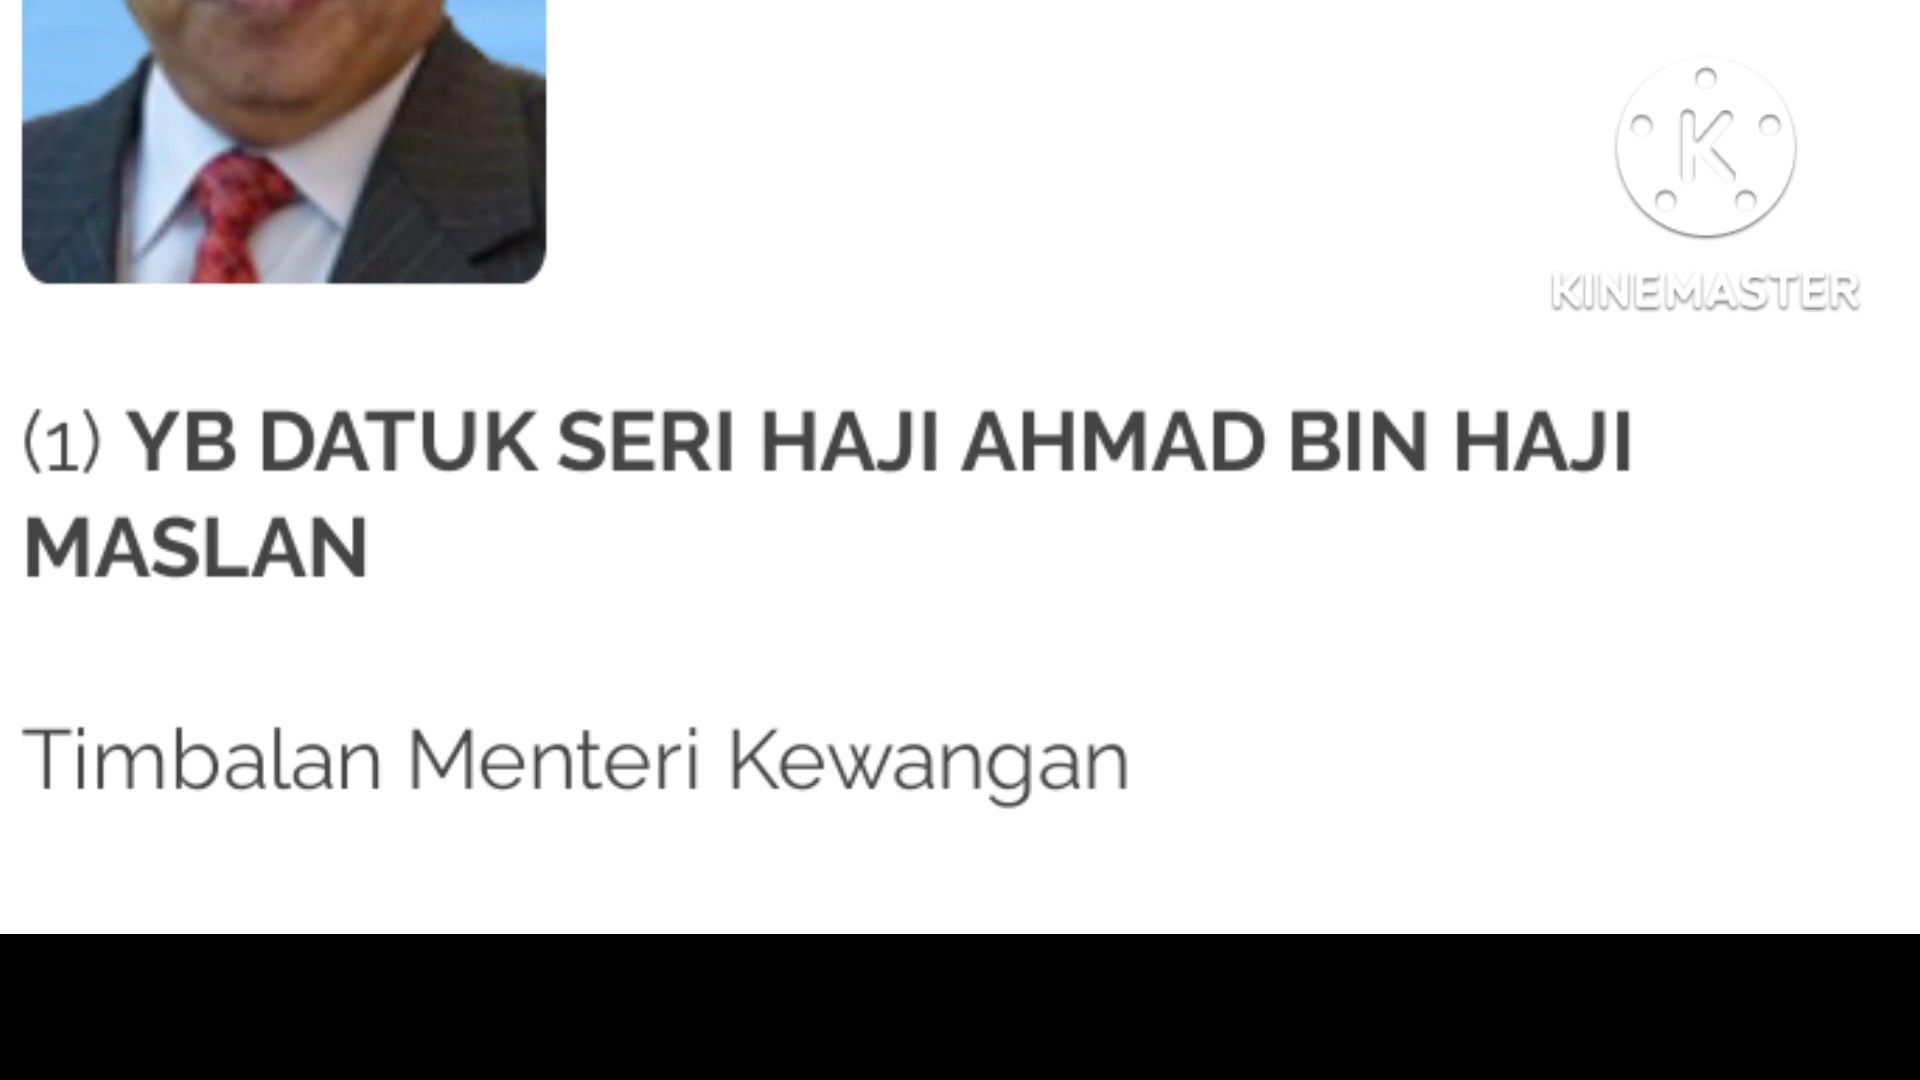 K
KINEMASTER
(1) YB DATUK SERI HAJI AHMAD BIN HAJI
MASLAN
Timbalan Menteri Kewangan